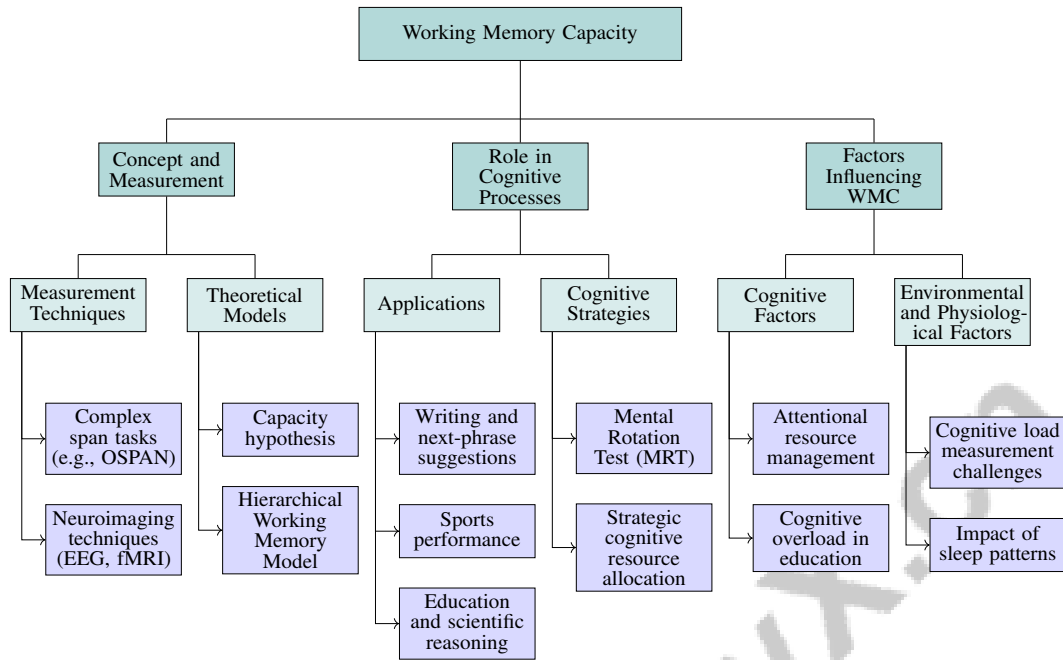 Working Memory Capacity
Concept and
Measurement
Role in
Cognitive
Processes
Factors
Influencing
WMC
Measurement
Techniques
Theoretical
Models
Applications
Cognitive
Strategies
Cognitive
Factors
Environmental
and Physiolog-
ical Factors
Complex
span tasks
(e.g., OSPAN)
Neuroimaging
techniques
(EEG, fMRI)
Capacity
hypothesis
Hierarchical
Working
Memory
Model
Writing and
next-phrase
suggestions
Sports
performance
Education
and scientific
reasoning
Mental
Rotation
Test (MRT)
Strategic
cognitive
resource
allocation
Attentional
resource
management
Cognitive
overload in
education
Cognitive load
measurement
challenges
Impact of
sleep patterns